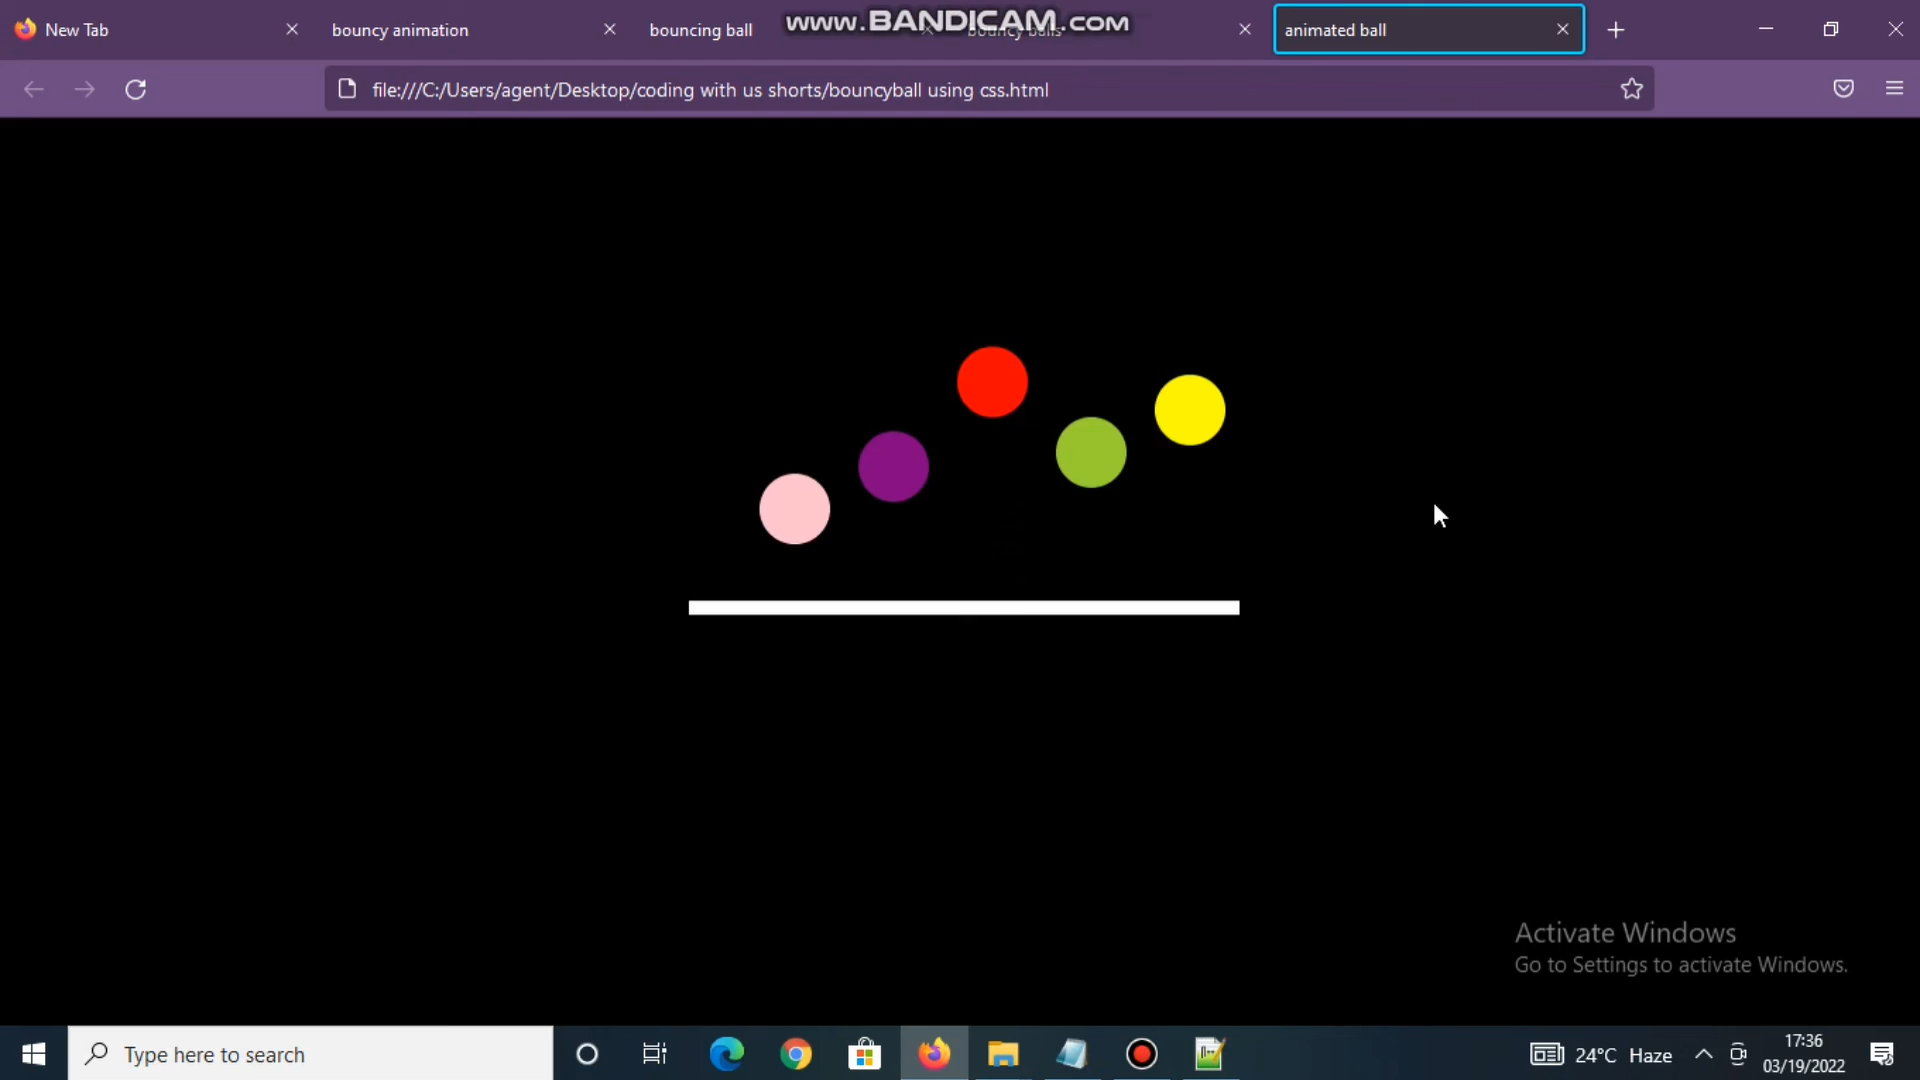 New Tab
bouncy animation
bouncing ball
www.BANDICAM.com
bouncy balls
animated ball
file:///C:/Users/agent/Desktop/coding with us shorts/bouncyball using css.html
Activate Windows
Go to Settings to activate Windows.
Type here to search
24°C Haze
17:36
03/19/2022